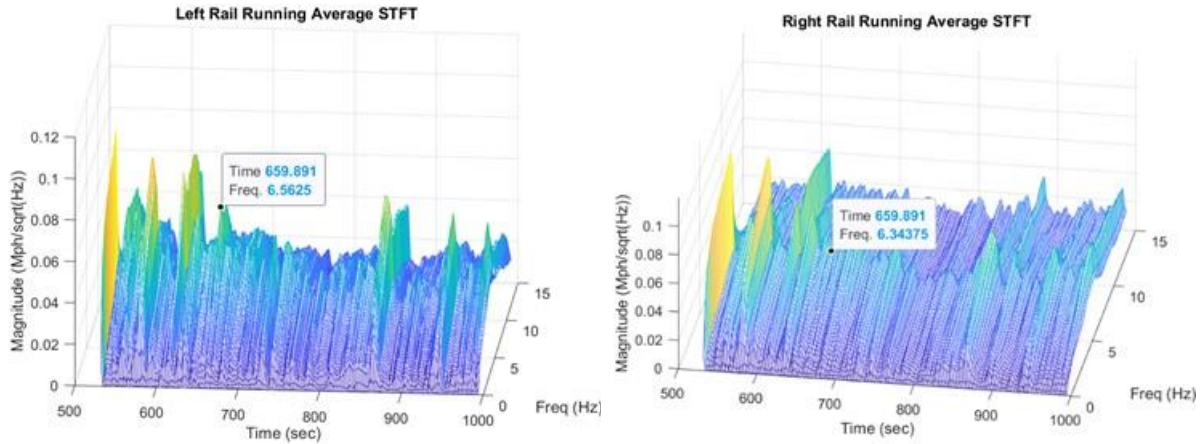 Left Rail Running Average STFT
Magnitude (Mph/sqrt(Hz))
0.12
0.1
0.08
0.06
0.04
0.02
0
Time 659.891
Freq. 6.5625
500
600
700
800
900
1000
Time (sec)
15
10
5
0
Freq (Hz)
Right Rail Running Average STFT
Magnitude (Mph/sqrt(Hz))
0.1
0.08
0.06
0.04
0.02
0
Time 659.891
Freq. 6.34375
500
600
700
800
900
1000
Time (sec)
15
10
5
0
Freq (Hz)